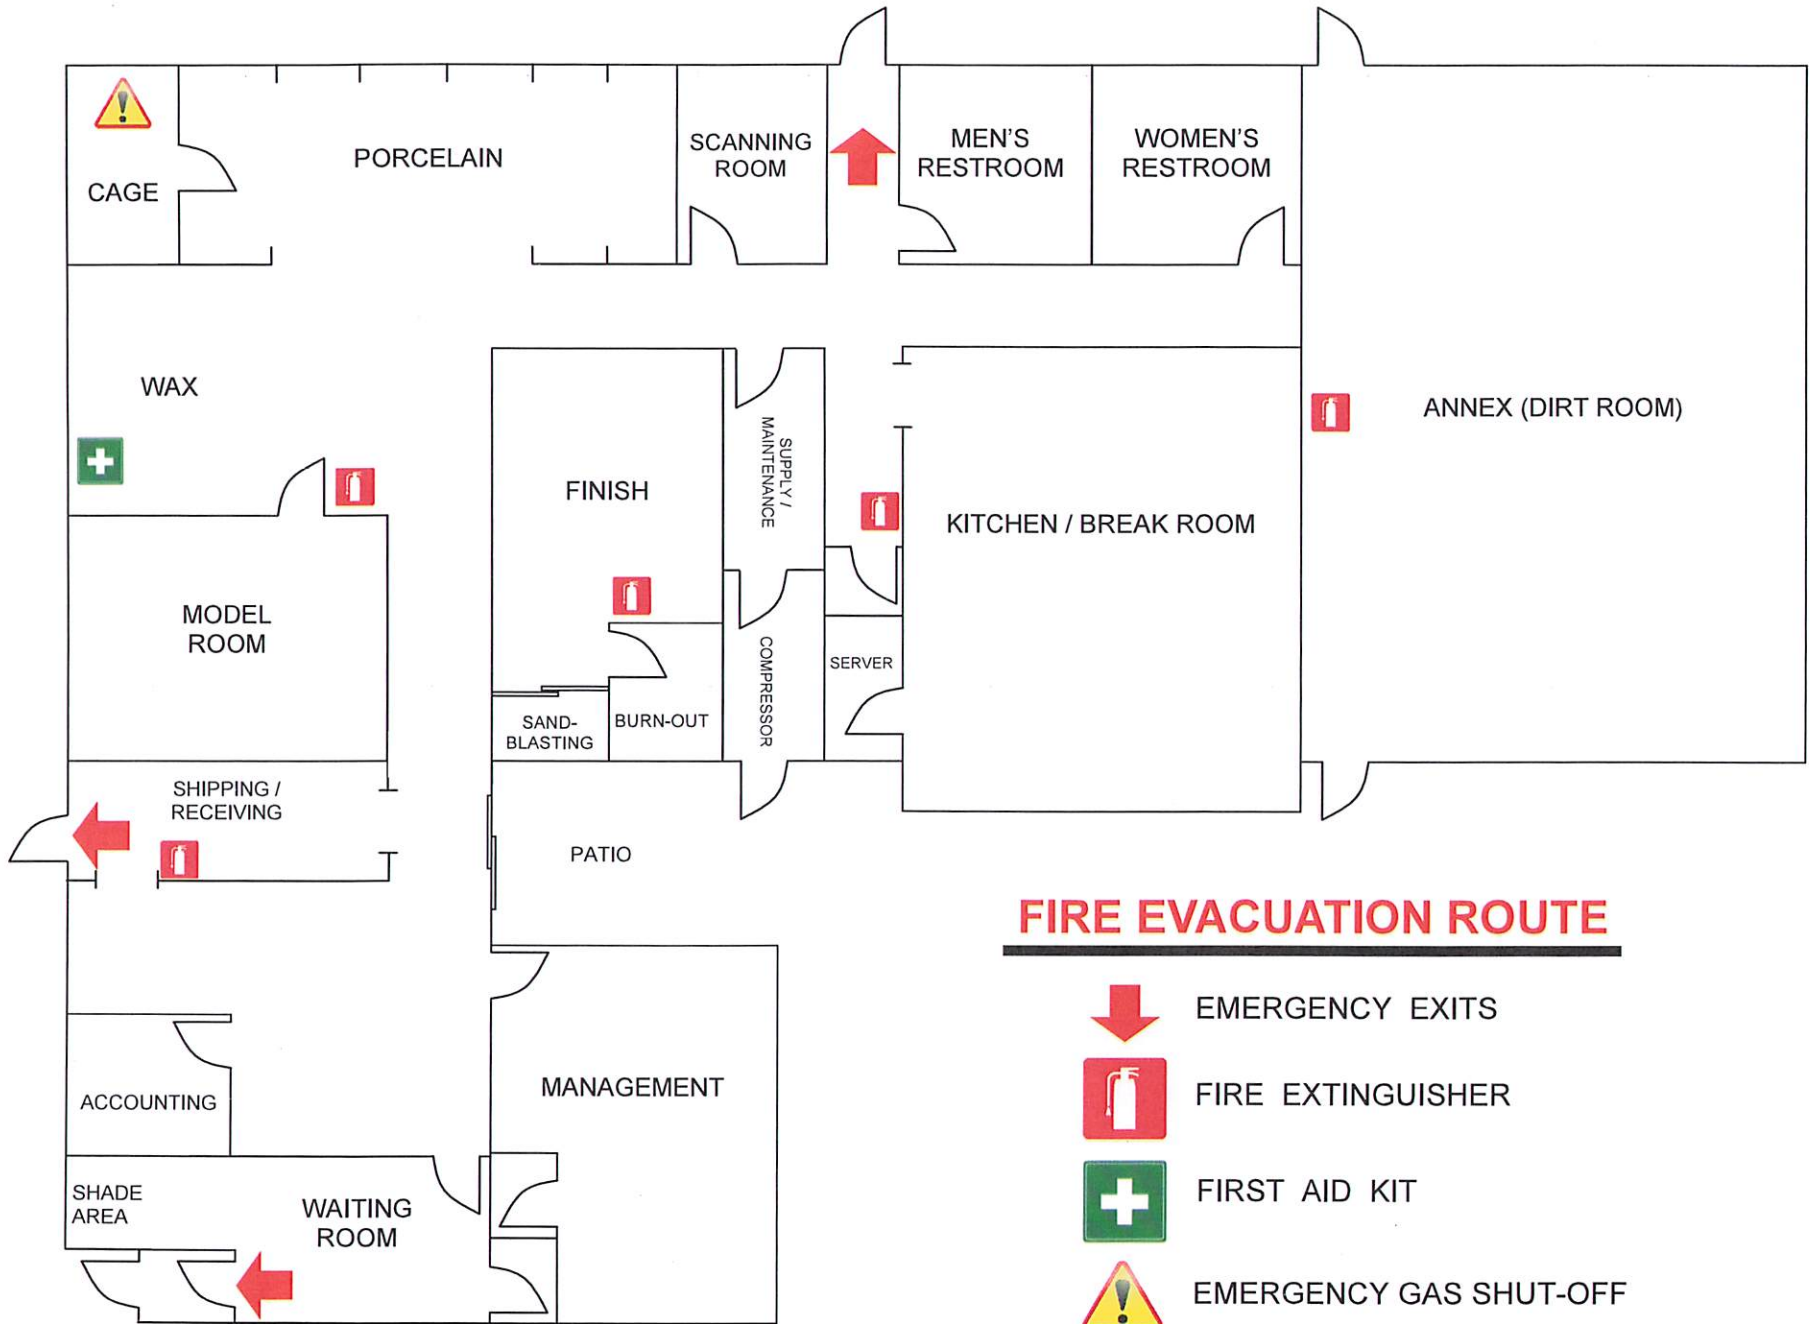 PORCELAIN
CAGE
SCANNING
ROOM
MEN'S
RESTROOM
WOMEN'S
RESTROOM
WAX
FINISH
SUPPLY /
MAINTENANCE
KITCHEN / BREAK ROOM
ANNEX (DIRT ROOM)
MODEL
ROOM
COMPRESSOR
SERVER
SAND-
BLASTING
BURN-OUT
SHIPPING /
RECEIVING
PATIO
ACCOUNTING
MANAGEMENT
SHADE
AREA
WAITING
ROOM
FIRE EVACUATION ROUTE
EMERGENCY EXITS
FIRE EXTINGUISHER
FIRST AID KIT
EMERGENCY GAS SHUT-OFF